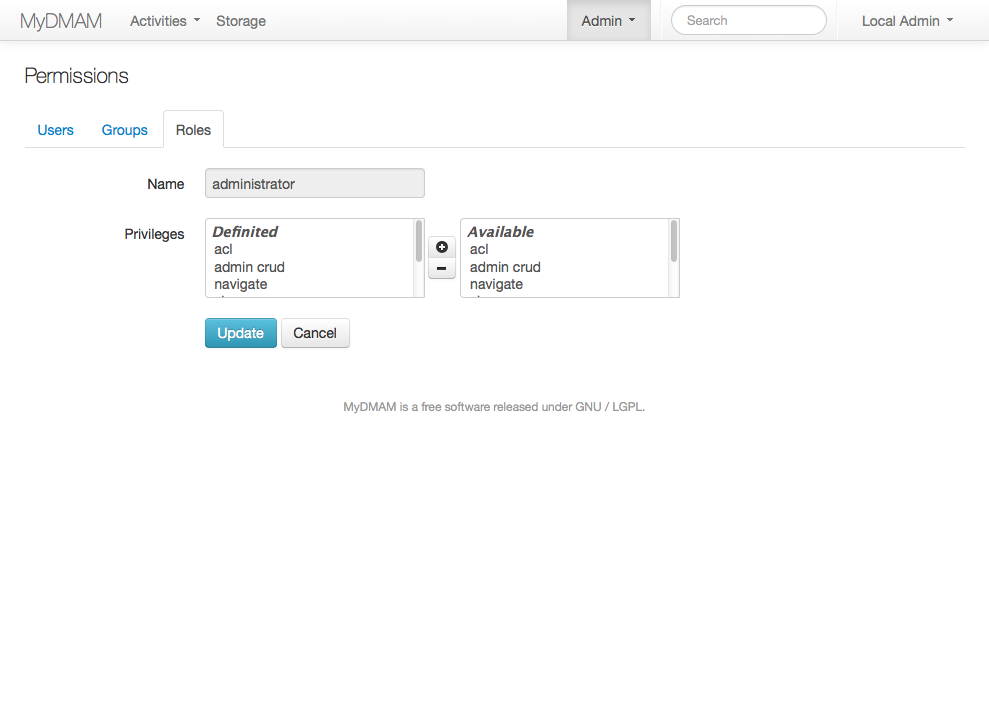 MyDMAM Activities Storage Admin Search Local Admin
Permissions
Users Groups Roles
Name administrator
Privileges Definited Available
acl acl
admin crud admin crud
navigate navigate
Update Cancel
MyDMAM is a free software released under GNU / LGPL.